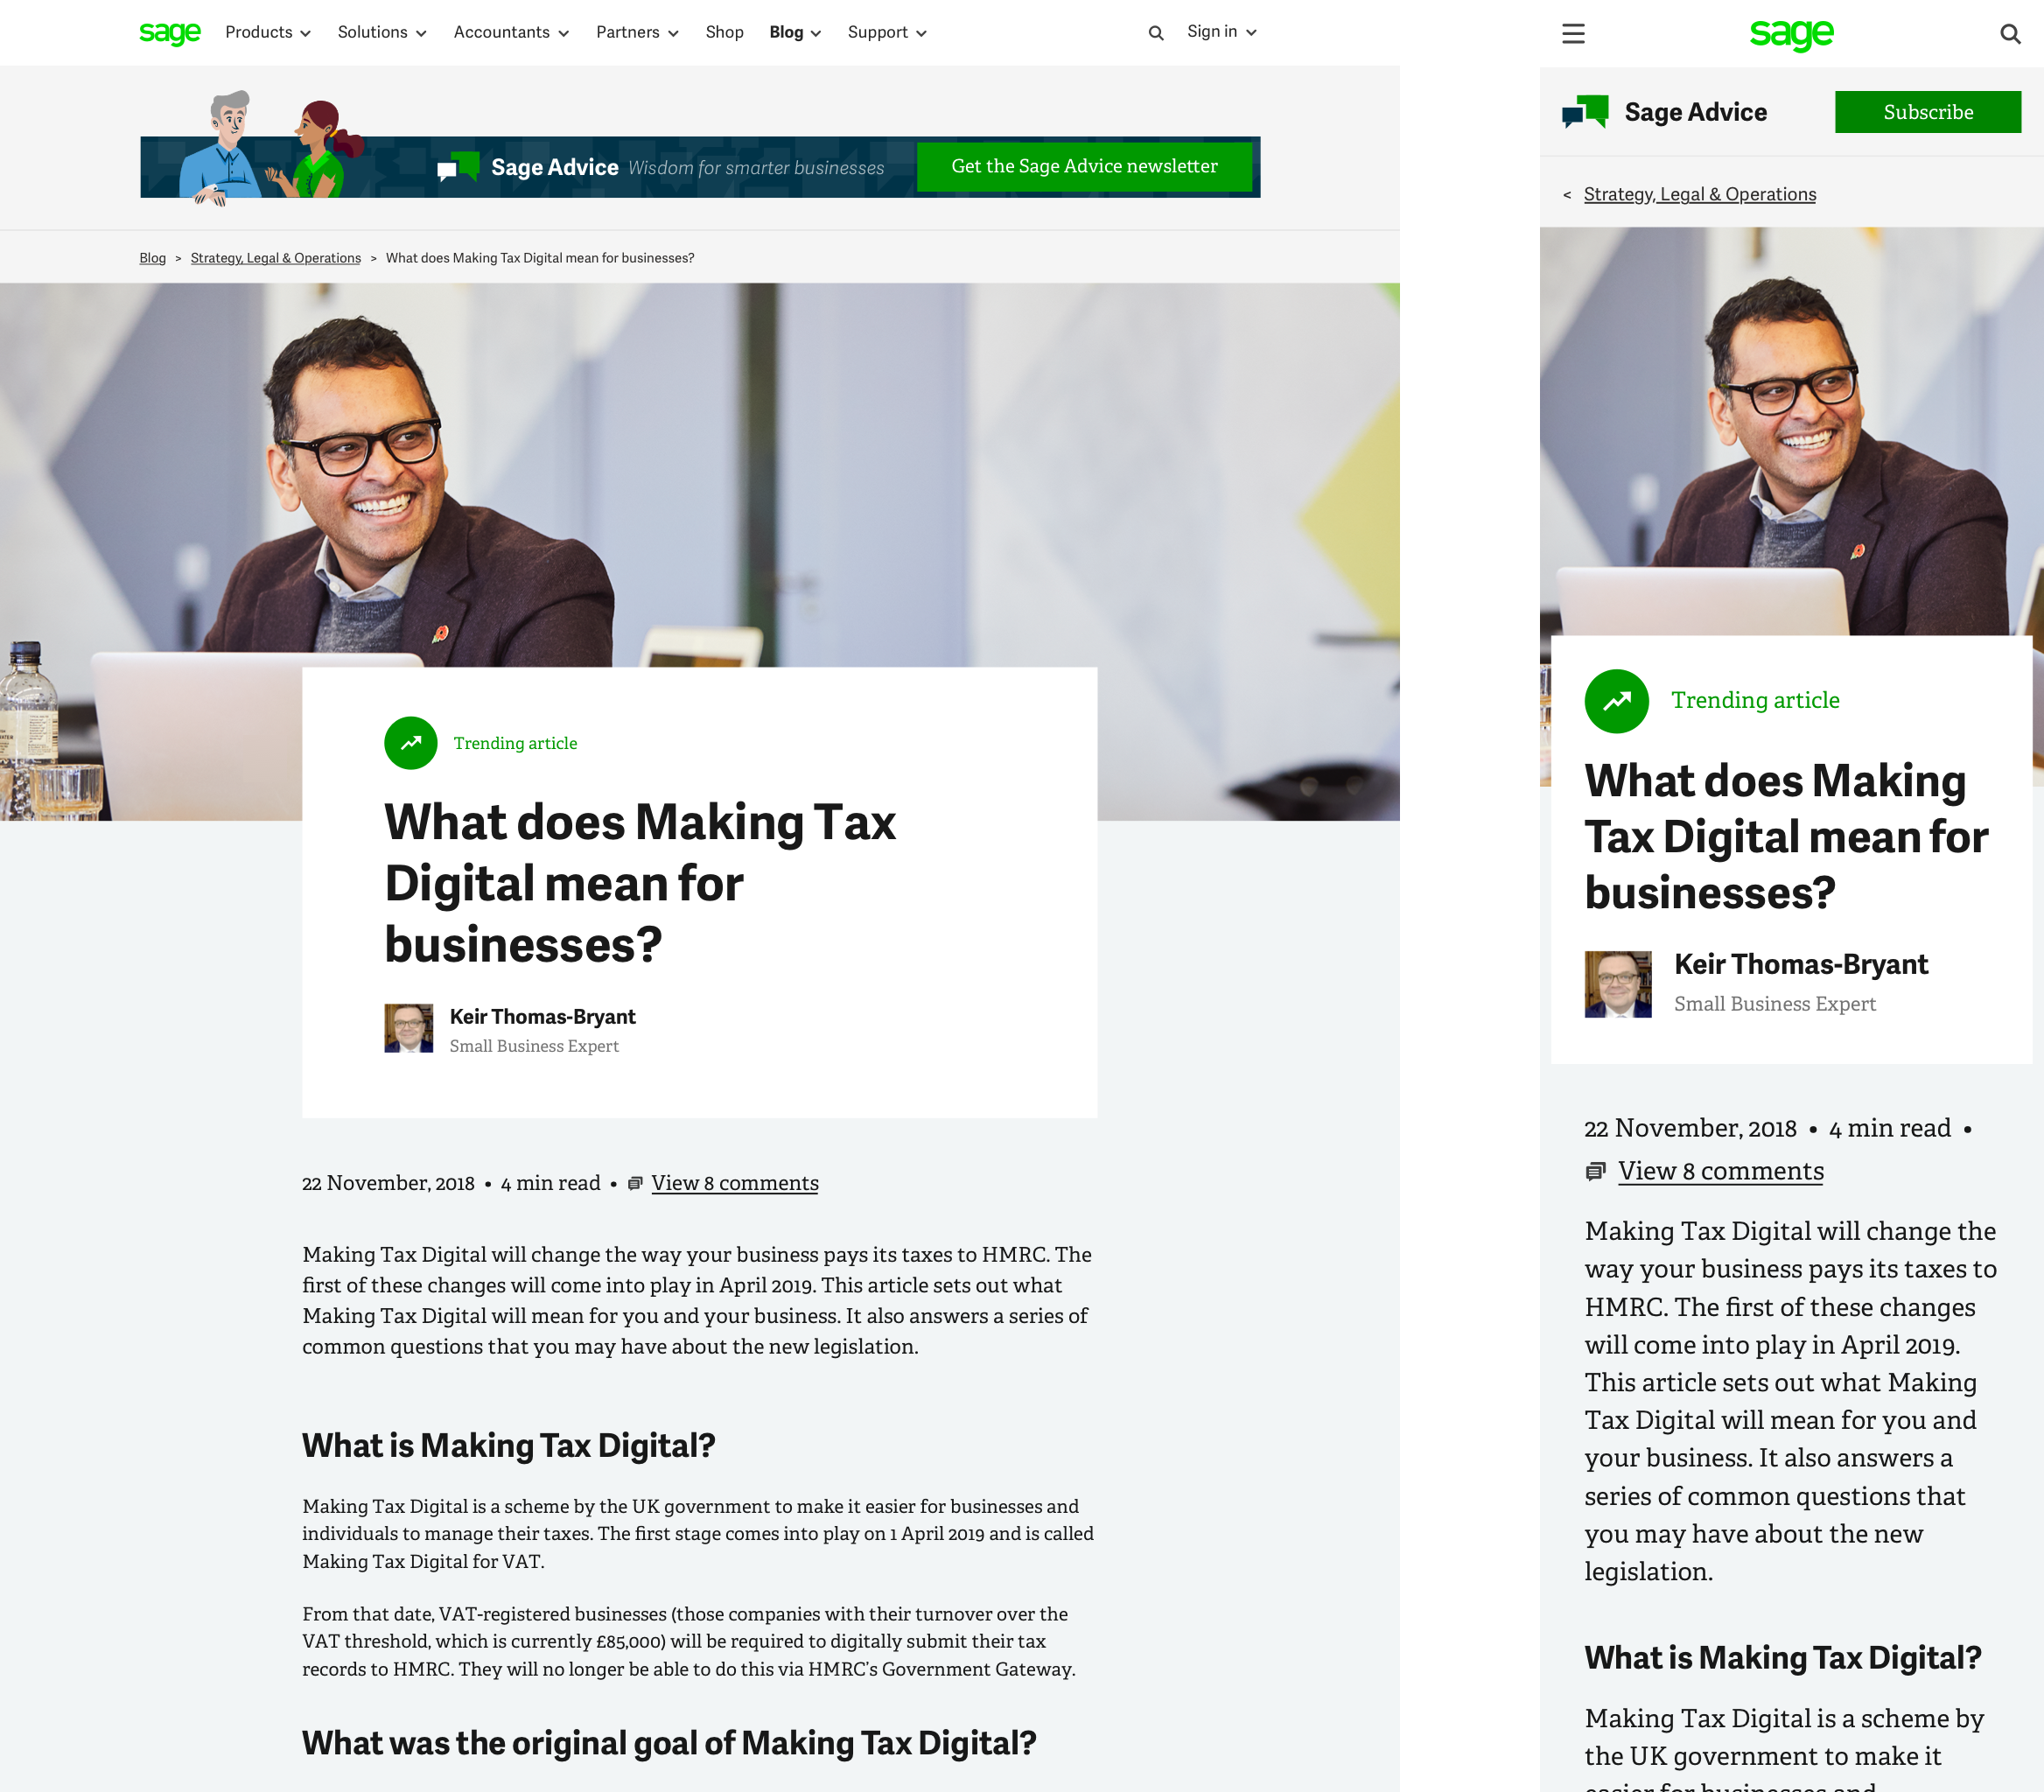 sage Products Solutions Accountants Partners Shop Blog Support Sign in
Sage Advice Wisdom for smarter businesses Get the Sage Advice newsletter
Blog > Strategy, Legal & Operations > What does Making Tax Digital mean for businesses?
Trending article
What does Making Tax
Digital mean for
businesses?
Keir Thomas-Bryant
Small Business Expert
22 November, 2018 • 4 min read • View 8 comments
Making Tax Digital will change the way your business pays its taxes to HMRC. The
first of these changes will come into play in April 2019. This article sets out what
Making Tax Digital will mean for you and your business. It also answers a series of
common questions that you may have about the new legislation.
What is Making Tax Digital?
Making Tax Digital is a scheme by the UK government to make it easier for businesses and
individuals to manage their taxes. The first stage comes into play on 1 April 2019 and is called
Making Tax Digital for VAT.
From that date, VAT-registered businesses (those companies with their turnover over the
VAT threshold, which is currently £85,000) will be required to digitally submit their tax
records to HMRC. They will no longer be able to do this via HMRC's Government Gateway.
What was the original goal of Making Tax Digital?
sage
Sage Advice Subscribe
< Strategy, Legal & Operations
Trending article
What does Making
Tax Digital mean for
businesses?
Keir Thomas-Bryant
Small Business Expert
22 November, 2018 • 4 min read •
View 8 comments
Making Tax Digital will change the
way your business pays its taxes to
HMRC. The first of these changes
will come into play in April 2019.
This article sets out what Making
Tax Digital will mean for you and
your business. It also answers a
series of common questions that
you may have about the new
legislation.
What is Making Tax Digital?
Making Tax Digital is a scheme by
the UK government to make it
easier for businesses and